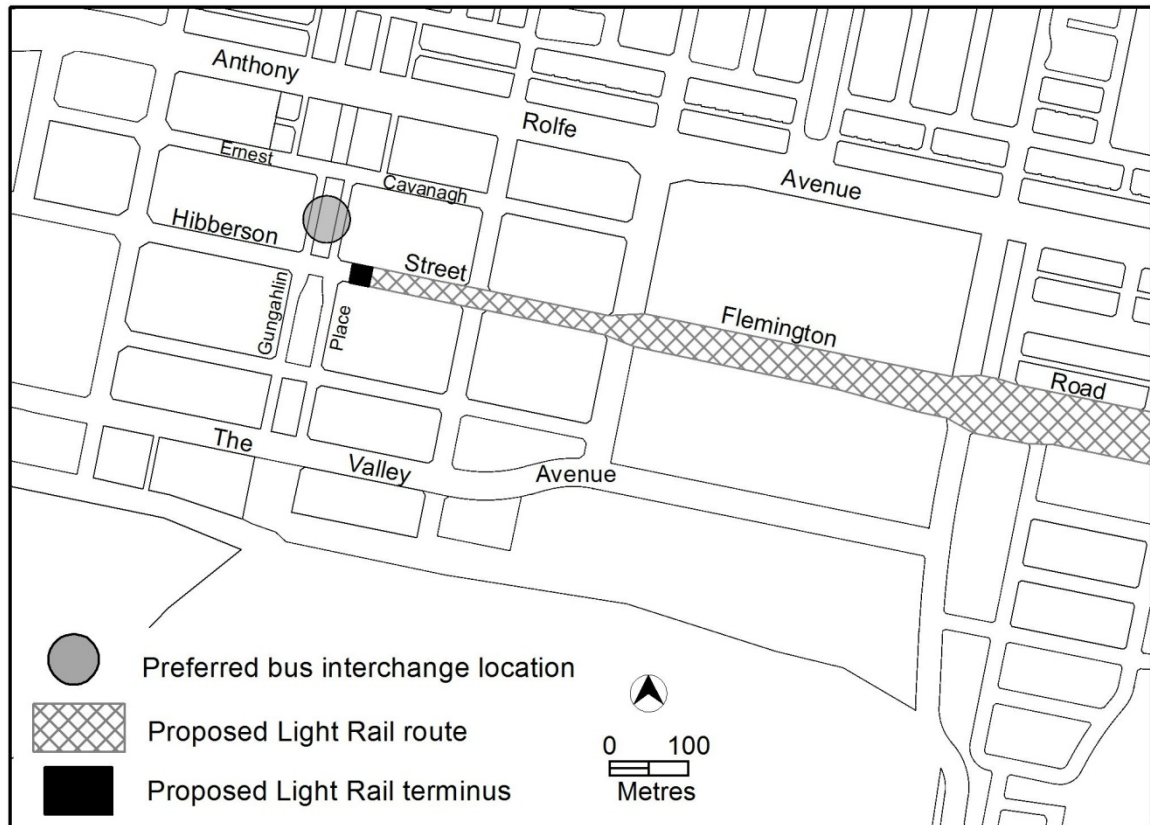 Anthony
Rolfe
Avenue
Ernest
Cavanagh
Hibberson
Street
Gungahlin
Place
Flemington
Road
The
Valley
Avenue
Preferred bus interchange location
Proposed Light Rail route
Proposed Light Rail terminus
0 100
Metres